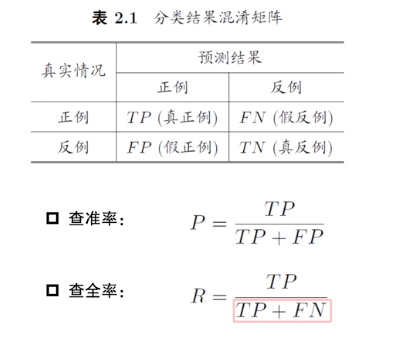 表 2.1 分类结果混淆矩阵
真实情况 预测结果
正例 反例
正例 TP (真正例) FN (假反例)
反例 FP (假正例) TN (真反例)
查准率： P = TP / (TP + FP)
查全率： R = TP / (TP + FN)